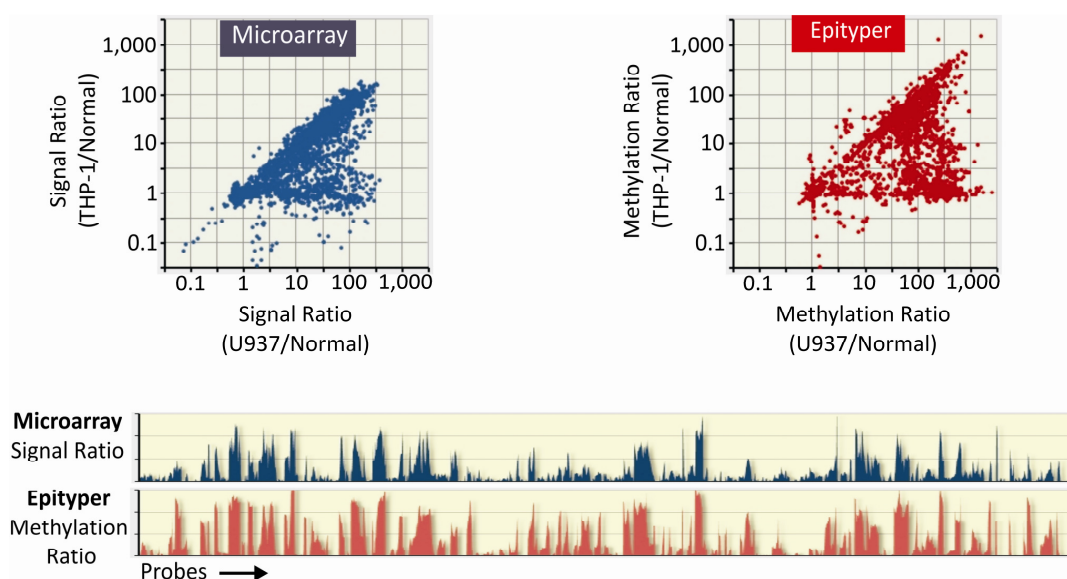 Microarray
1,000
100
10
1
0.1
Signal Ratio
(THP-1/Normal)
0.1 1 10 100 1,000
Signal Ratio
(U937/Normal)
Epityper
1,000
100
10
1
0.1
Methylation Ratio
(THP-1/Normal)
0.1 1 10 100 1,000
Methylation Ratio
(U937/Normal)
Microarray
Signal Ratio
Epityper
Methylation
Ratio
Probes